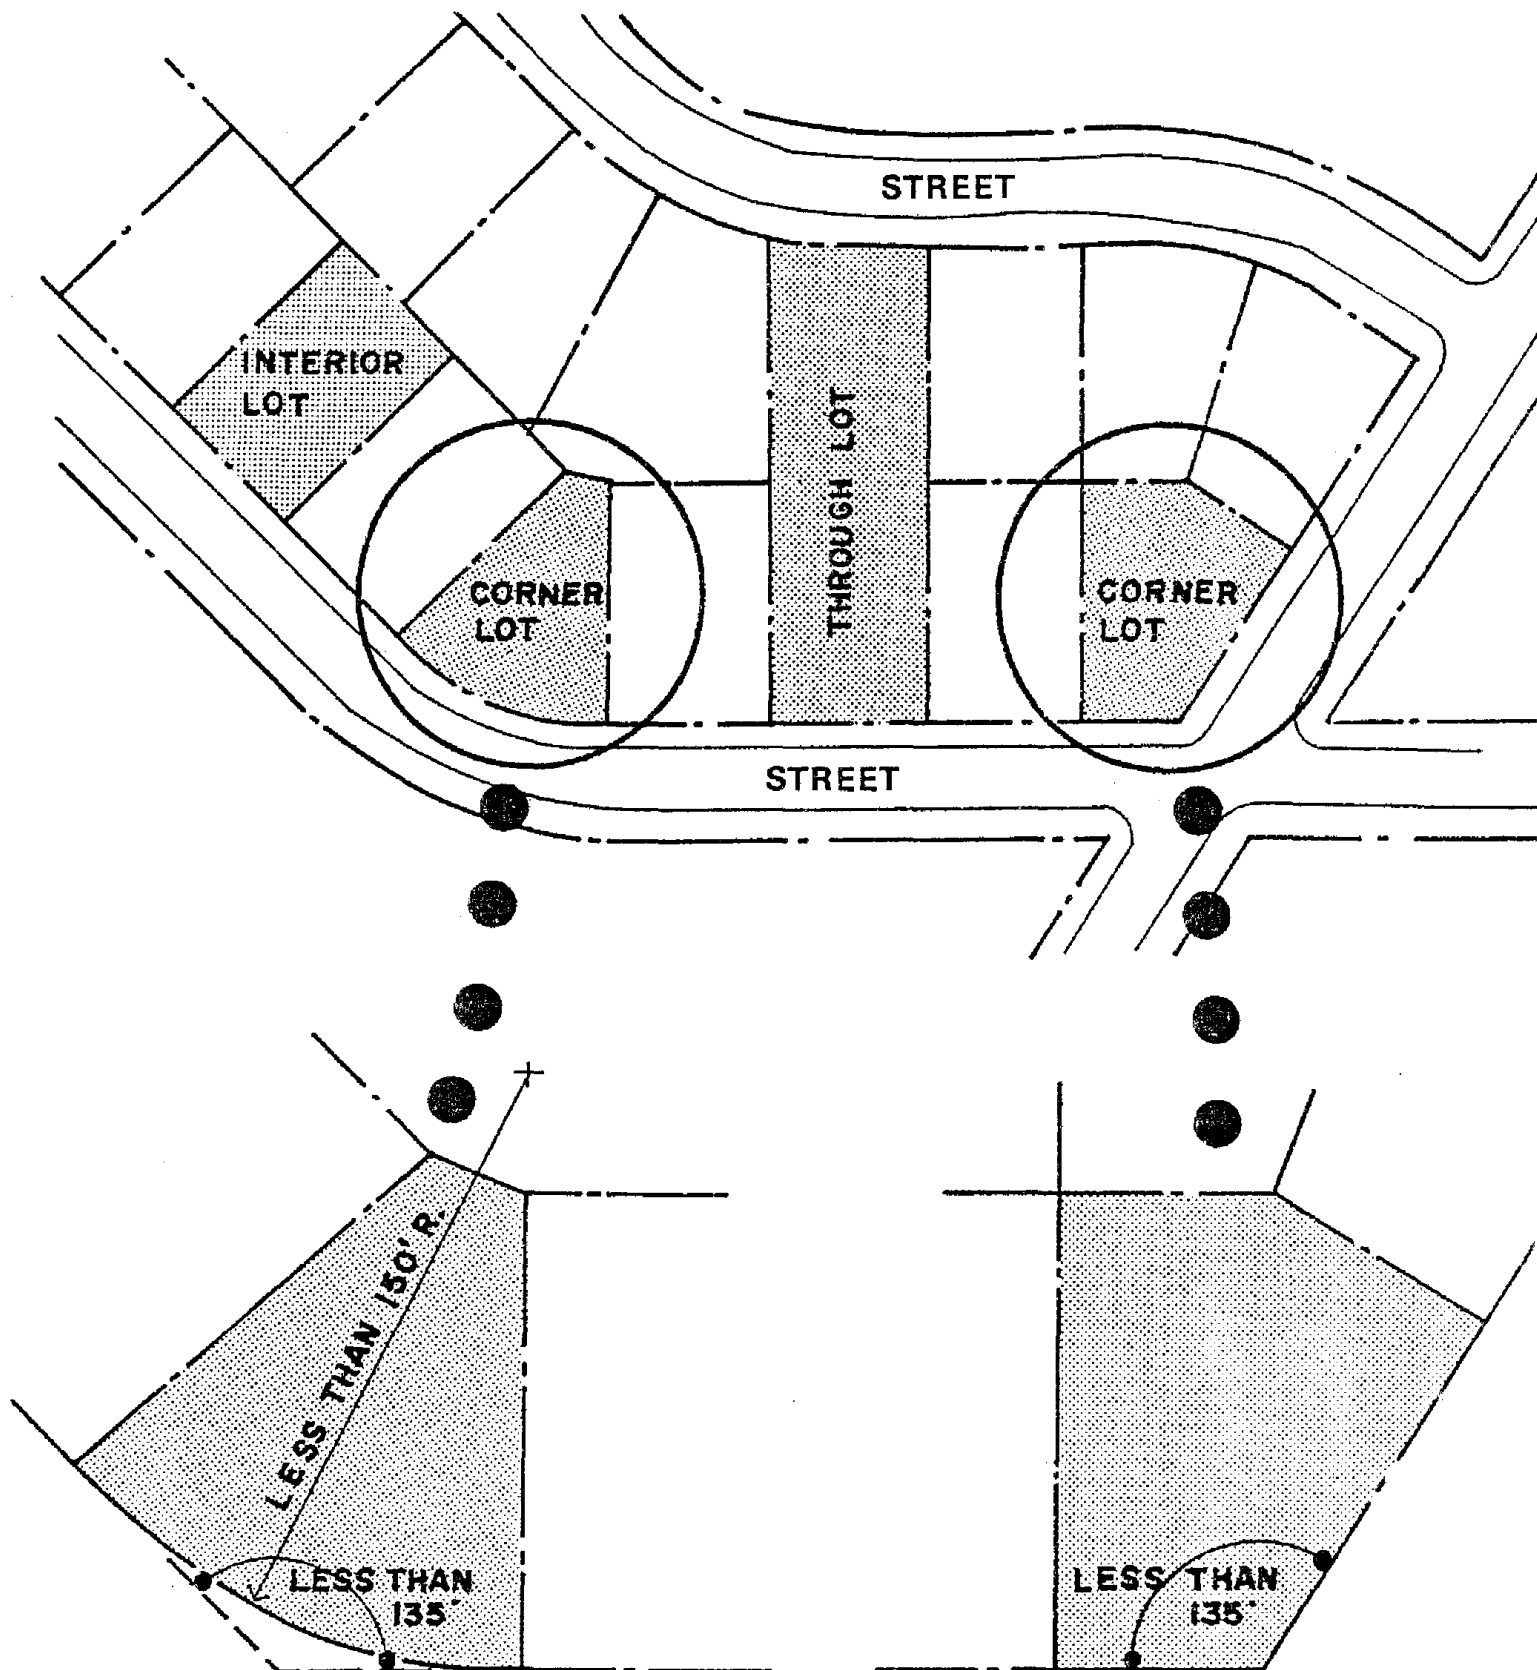 STREET
INTERIOR
LOT
THROUGH LOT
CORNER
LOT
CORNER
LOT
STREET
LESS THAN 150' R.
LESS THAN
135°
LESS THAN
135°